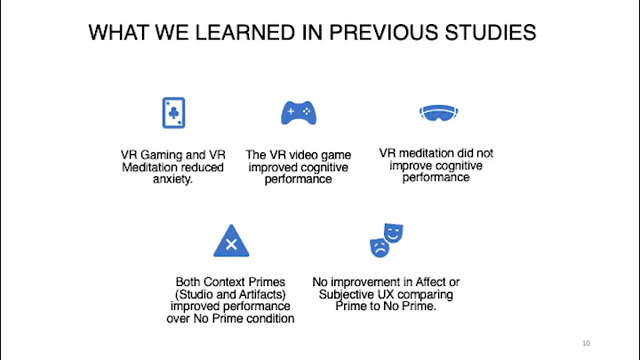 WHAT WE LEARNED IN PREVIOUS STUDIES
VR Gaming and VR
Meditation reduced
anxiety.
The VR video game
improved cognitive
performance
VR meditation did not
improve cognitive
performance
Both Context Primes
(Studio and Artifacts)
improved performance
over No Prime condition
No improvement in Affect or
Subjective UX comparing
Prime to No Prime.
10